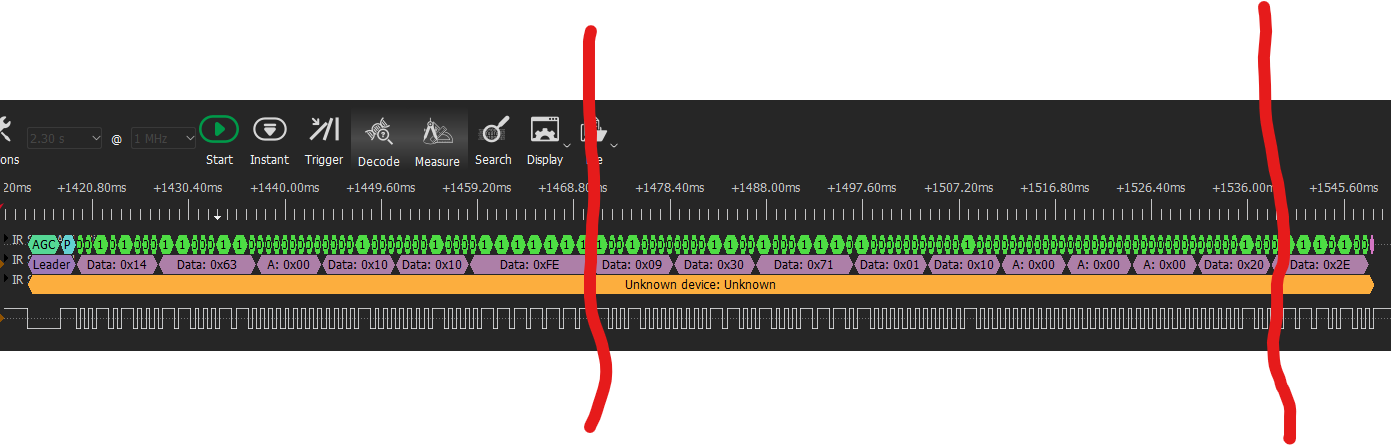 2.30 s @ 1 MHz
ons Start Instant Trigger Decode Measure Search Display
20ms +1420.80ms +1430.40ms +1440.00ms +1449.60ms +1459.20ms +1468.80ms +1478.40ms +1488.00ms +1497.60ms +1507.20ms +1516.80ms +1526.40ms +1536.00ms +1545.60ms
IR AGC P
IR Leader Data: 0x14 Data: 0x63 A: 0x00 Data: 0x10 Data: 0x10 Data: 0xFE Data: 0x09 Data: 0x30 Data: 0x71 Data: 0x01 Data: 0x10 A: 0x00 A: 0x00 A: 0x00 Data: 0x20 Data: 0x2E
IR Unknown device: Unknown